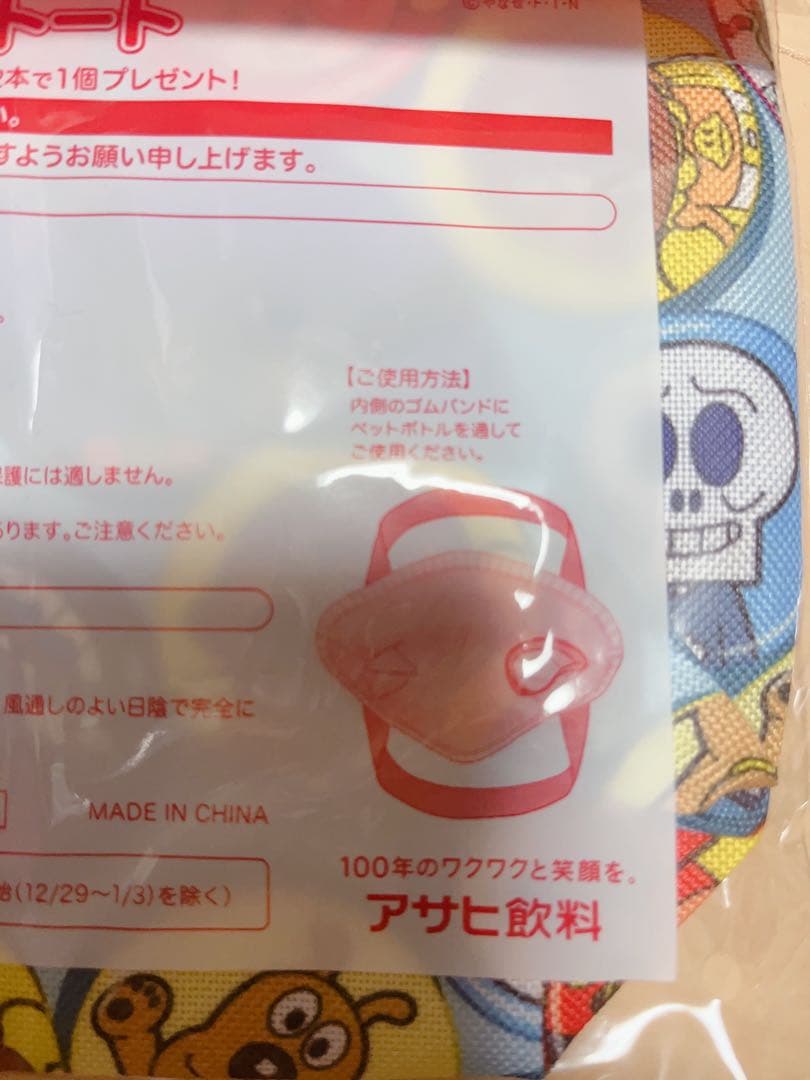 ©やなせ・F・T・N
トート
2本で1個プレゼント!
い。
すようお願い申し上げます。
。
【ご使用方法】
内側のゴムバンドに
ペットボトルを通して
ご使用ください。
保護には適しません。
あります。ご注意ください。
風通しのよい日陰で完全に
MADE IN CHINA
始(12/29〜1/3)を除く)
100年のワクワクと笑顔を。
アサヒ飲料